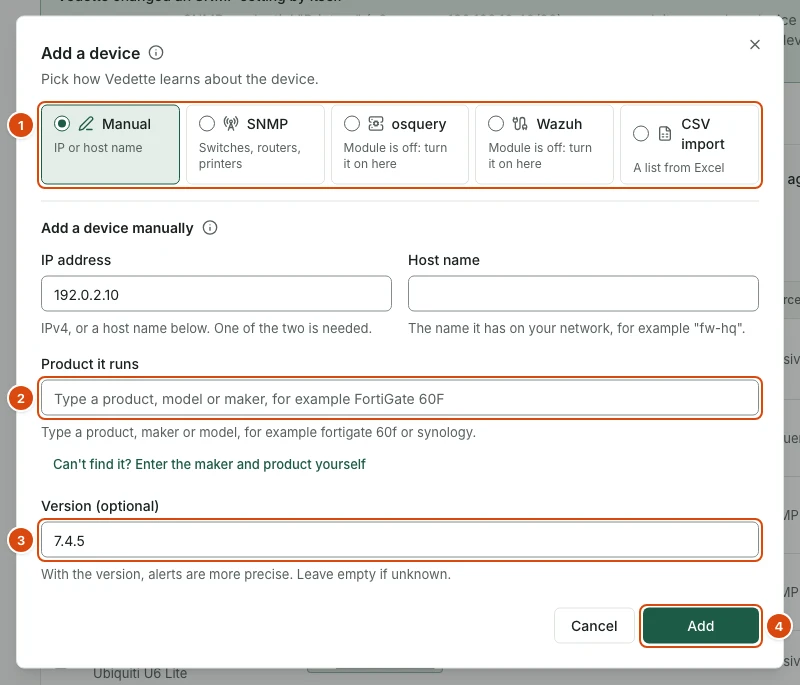 Add a device
Pick how Vedette learns about the device.
1
Manual
IP or host name
SNMP
Switches, routers,
printers
osquery
Module is off: turn
it on here
Wazuh
Module is off: turn
it on here
CSV
import
A list from Excel
Add a device manually
IP address
Host name
192.0.2.10
IPv4, or a host name below. One of the two is needed.
The name it has on your network, for example "fw-hq".
Product it runs
2
Type a product, model or maker, for example FortiGate 60F
Type a product, maker or model, for example fortigate 60f or synology.
Can't find it? Enter the maker and product yourself
Version (optional)
3
7.4.5
With the version, alerts are more precise. Leave empty if unknown.
Cancel
Add
4
Ubiquiti U6 Lite